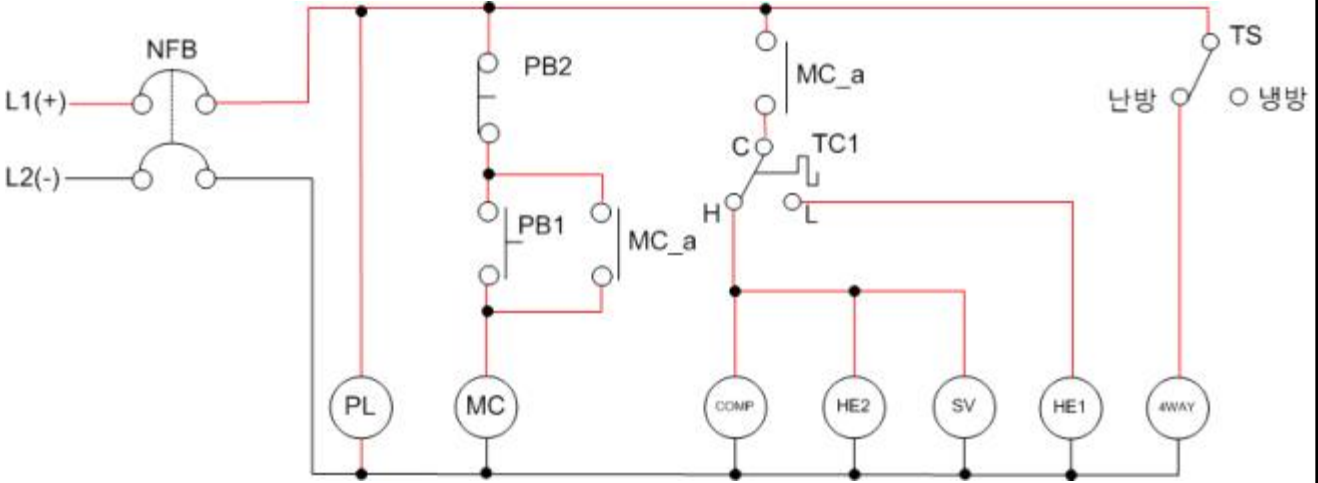 NFB
L1(+)
L2(-)
PB2
PB1
MC_a
MC_a
C
TC1
H
L
TS
난방
냉방
PL
MC
COMP
HE2
SV
HE1
4WAY